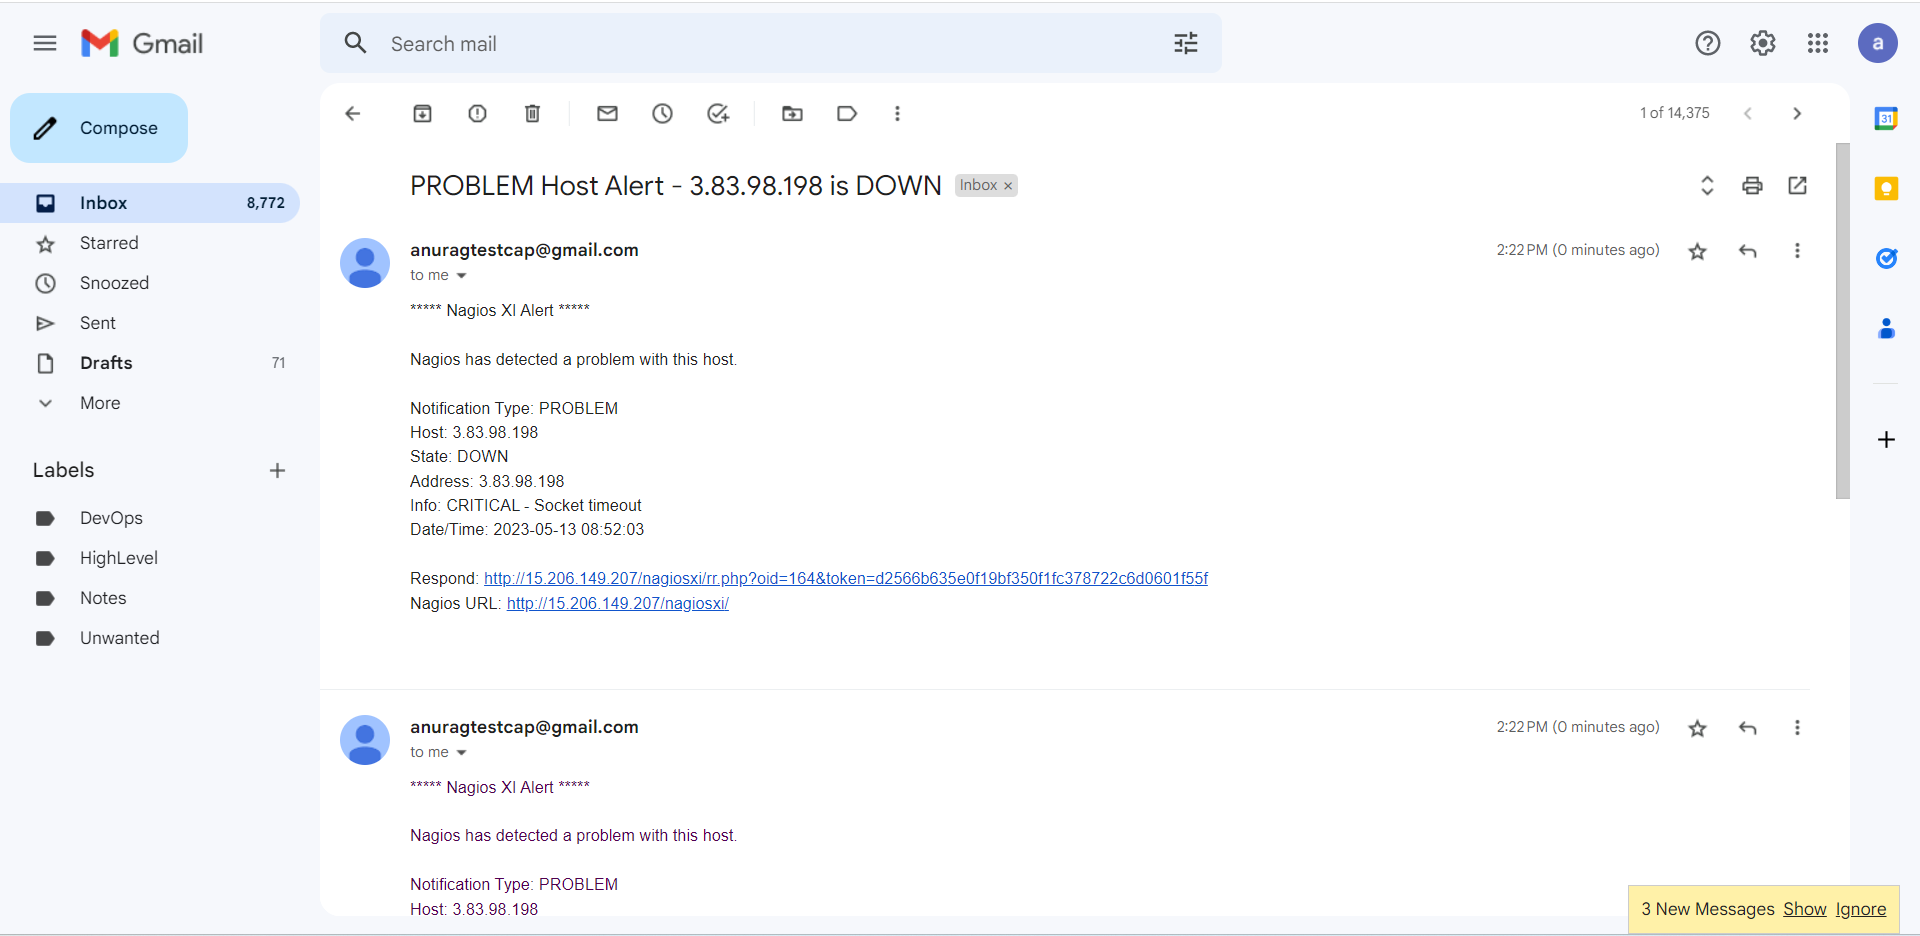 Gmail
Search mail
a
Compose
1 of 14,375
31
Inbox 8,772
Starred
Snoozed
Sent
Drafts 71
More
Labels
DevOps
HighLevel
Notes
Unwanted
PROBLEM Host Alert - 3.83.98.198 is DOWN Inbox ×
anuragtestcap@gmail.com 2:22 PM (0 minutes ago)
to me
***** Nagios XI Alert *****
Nagios has detected a problem with this host.
Notification Type: PROBLEM
Host: 3.83.98.198
State: DOWN
Address: 3.83.98.198
Info: CRITICAL - Socket timeout
Date/Time: 2023-05-13 08:52:03
Respond: http://15.206.149.207/nagiosxi/rr.php?oid=164&token=d2566b635e0f19bf350f1fc378722c6d0601f55f
Nagios URL: http://15.206.149.207/nagiosxi/
anuragtestcap@gmail.com 2:22 PM (0 minutes ago)
to me
***** Nagios XI Alert *****
Nagios has detected a problem with this host.
Notification Type: PROBLEM
Host: 3.83.98.198
3 New Messages Show Ignore